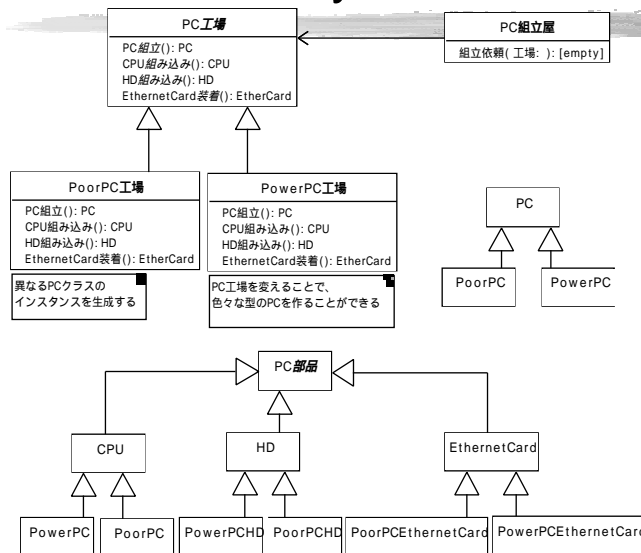 PC工場
PC組立(): PC
CPU組み込み(): CPU
HD組み込み(): HD
EthernetCard装着(): EtherCard
PC組立屋
組立依頼( 工場: ): [empty]
PoorPC工場
PC組立(): PC
CPU組み込み(): CPU
HD組み込み(): HD
EthernetCard装着(): EtherCard
PowerPC工場
PC組立(): PC
CPU組み込み(): CPU
HD組み込み(): HD
EthernetCard装着(): EtherCard
異なるPCクラスの
インスタンスを生成する
PC工場を変えることで、
色々な型のPCを作ることができる
PC
PoorPC
PowerPC
PC部品
CPU
HD
EthernetCard
PowerPC
PoorPC
PowerPCHD
PoorPCHD
PoorPCEthernetCard
PowerPCEthernetCard